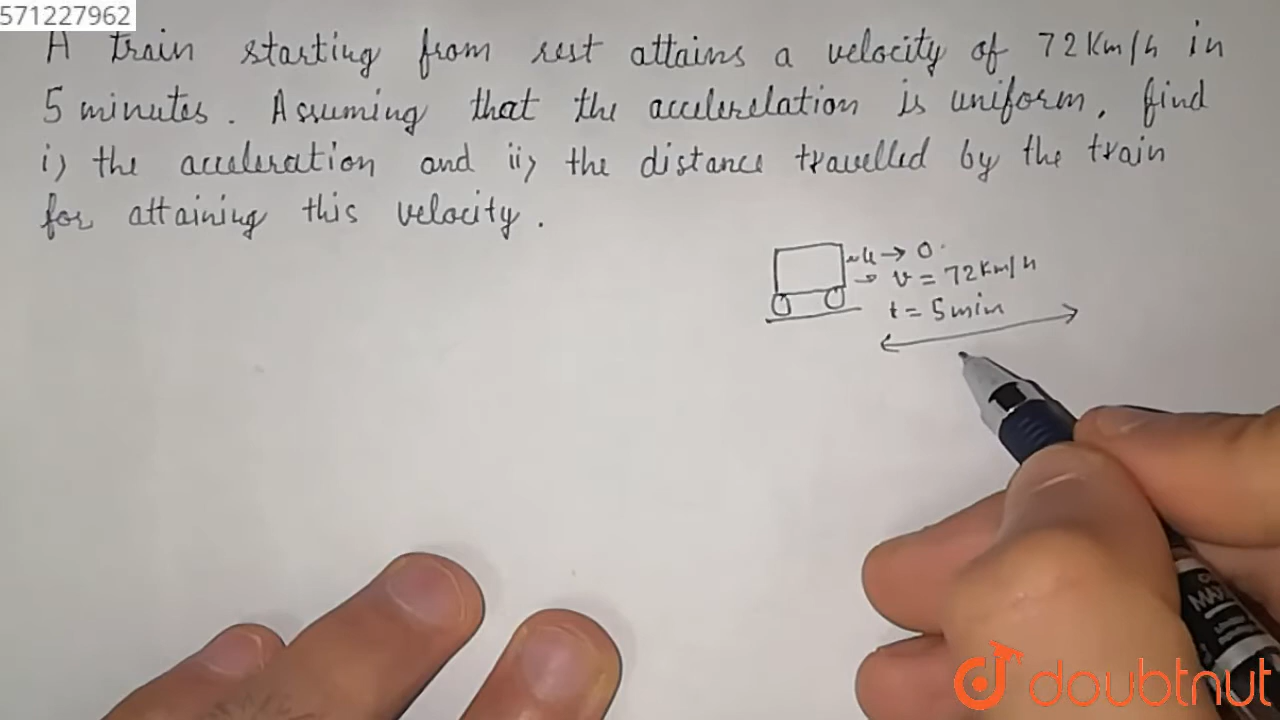 571227962
A train starting from rest attains a velocity of 72 Km/h in
5 minutes. Assuming that the accelerelation is uniform, find
i) the acceleration and ii) the distance travelled by the train
for attaining this velocity.
u → 0
→ v = 72 Km/h
t = 5 min
doubtnut